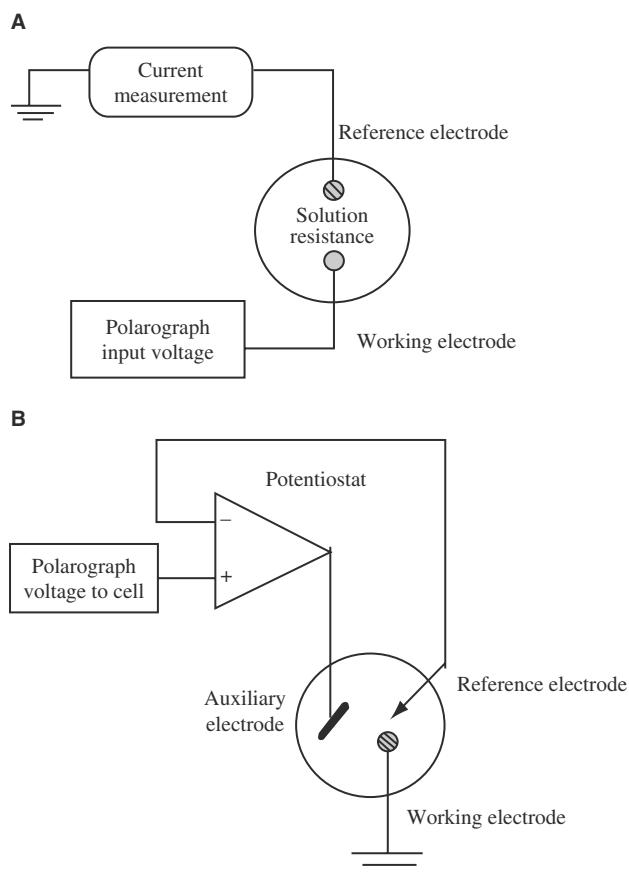 A
Current
measurement
Reference electrode
Solution
resistance
Polarograph
input voltage
Working electrode
B
Potentiostat
−
Polarograph
voltage to cell
+
Auxiliary
electrode
Reference electrode
Working electrode